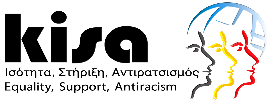 kisa
Ισότητα, Στήριξη, Αντιρατσισμός
Equality, Support, Antiracism